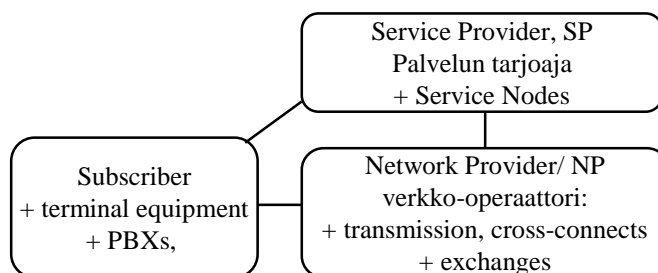 Service Provider, SP
Palvelun tarjoaja
+ Service Nodes
Subscriber
+ terminal equipment
+ PBXs,
Network Provider/ NP
verkko-operaattori:
+ transmission, cross-connects
+ exchanges